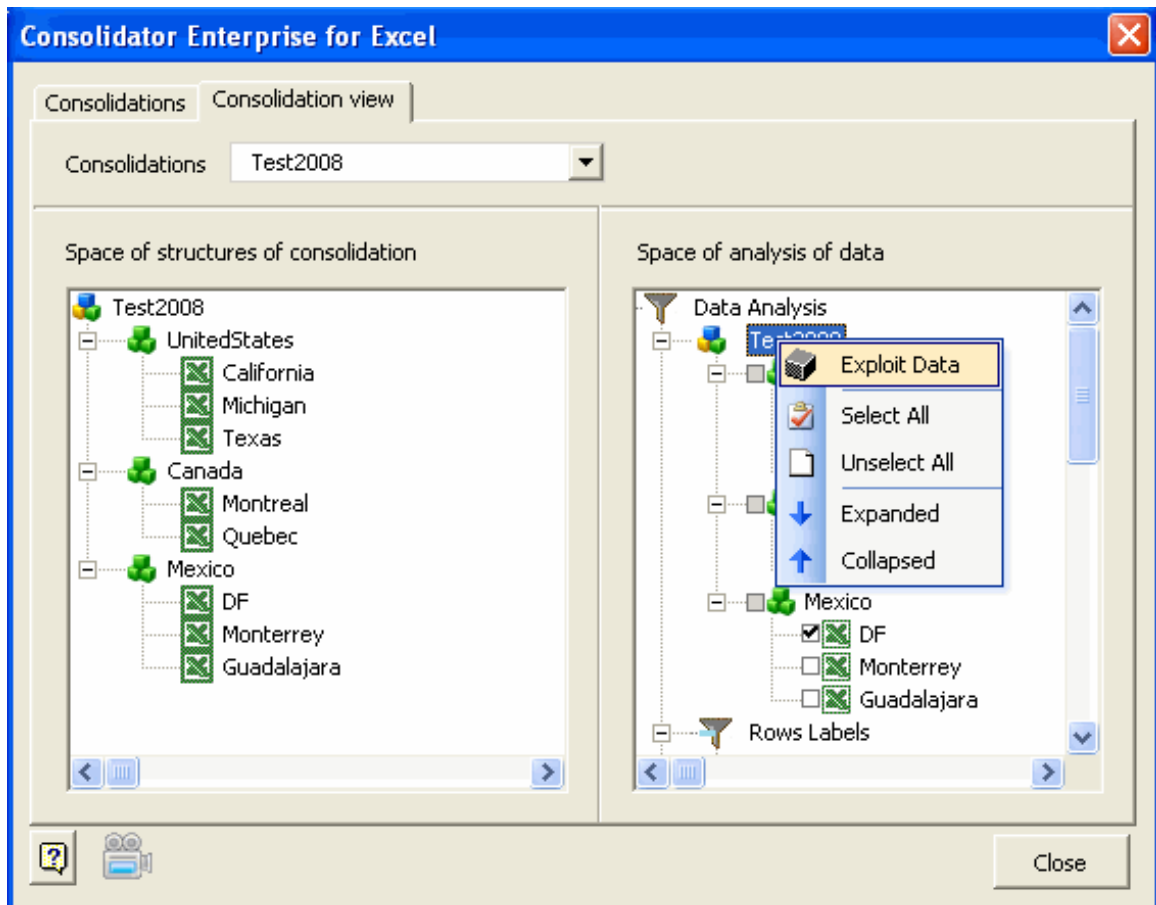 Consolidator Enterprise for Excel
Consolidations
Consolidation view
Consolidations
Test2008
Space of structures of consolidation
Test2008
UnitedStates
California
Michigan
Texas
Canada
Montreal
Quebec
Mexico
DF
Monterrey
Guadalajara
Space of analysis of data
Data Analysis
Test2008
Exploit Data
Select All
Unselect All
Expanded
Collapsed
Mexico
DF
Monterrey
Guadalajara
Rows Labels
Close